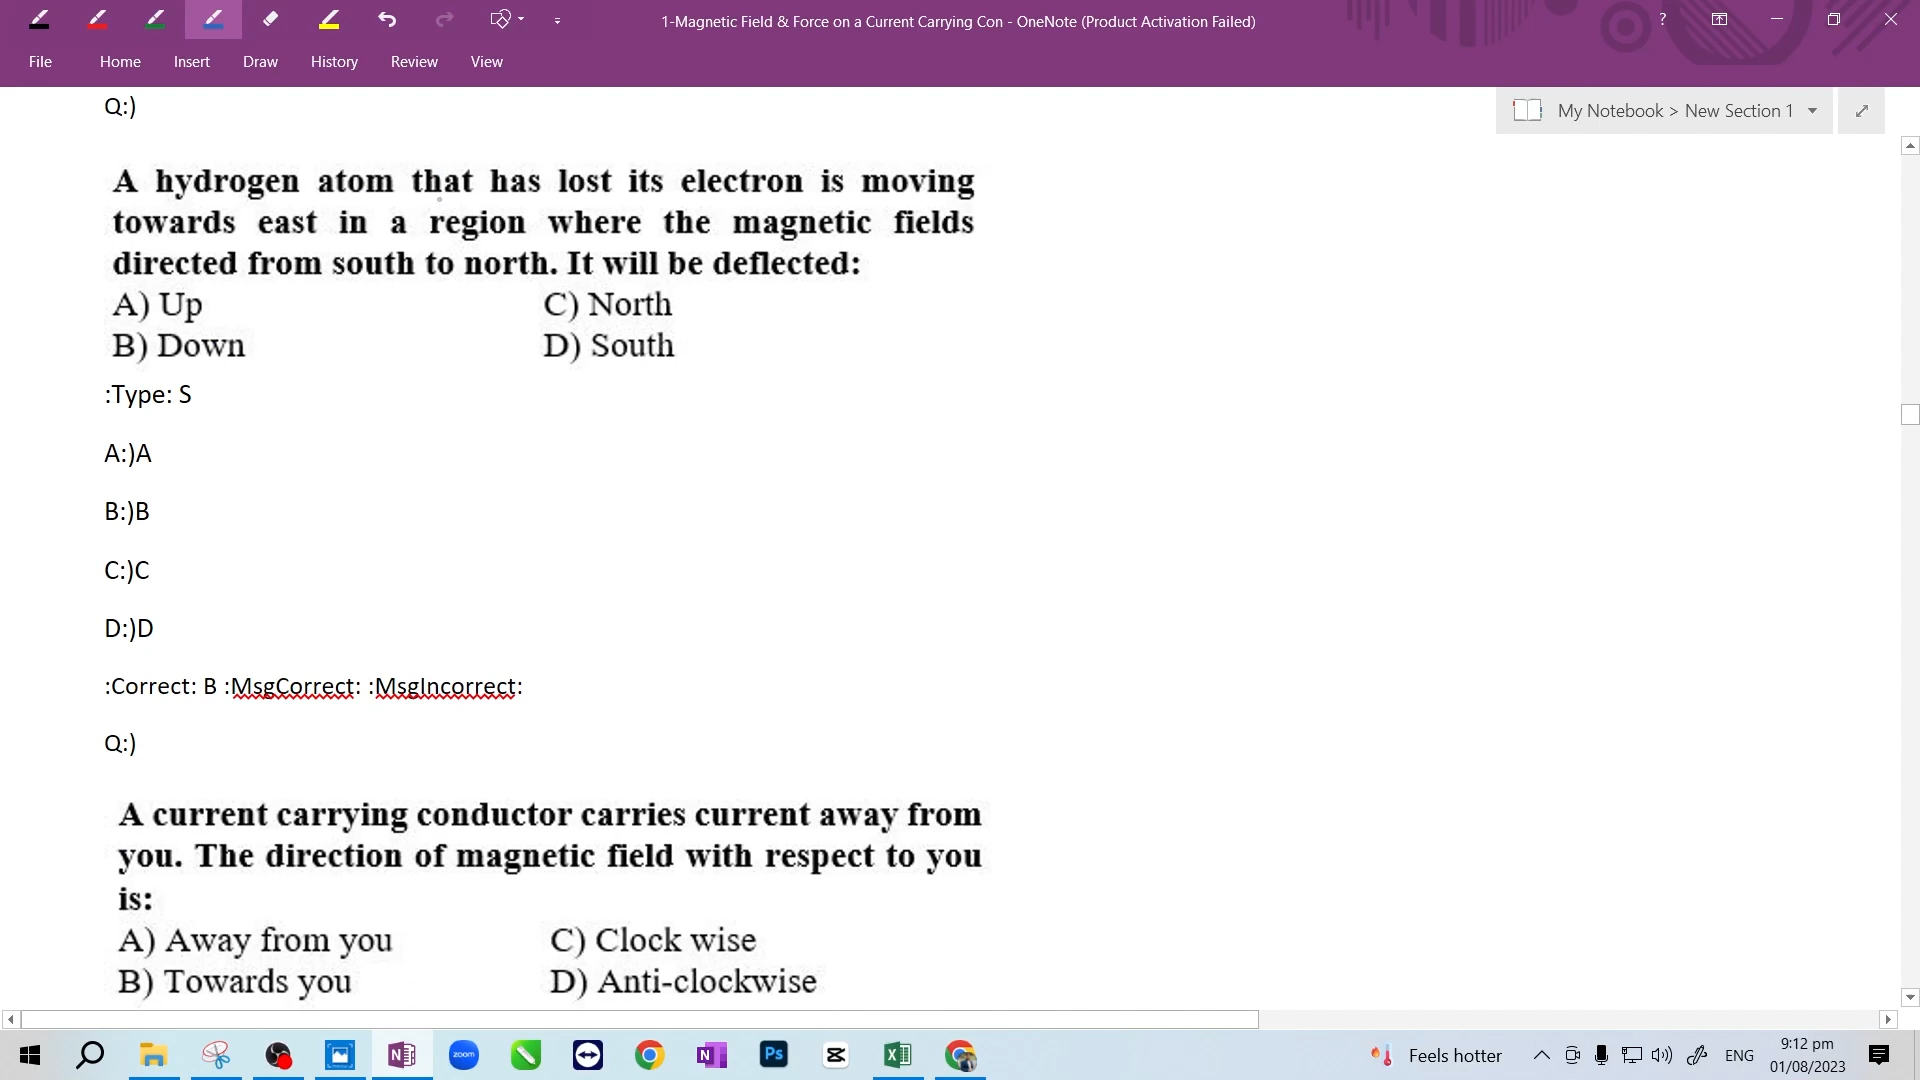 1-Magnetic Field & Force on a Current Carrying Con - OneNote (Product Activation Failed)
?
File Home Insert Draw History Review View
My Notebook > New Section 1
Q:)
A hydrogen atom that has lost its electron is moving
towards east in a region where the magnetic fields
directed from south to north. It will be deflected:
A) Up C) North
B) Down D) South
:Type: S
A:)A
B:)B
C:)C
D:)D
:Correct: B :MsgCorrect: :MsgIncorrect:
Q:)
A current carrying conductor carries current away from
you. The direction of magnetic field with respect to you
is:
A) Away from you C) Clock wise
B) Towards you D) Anti-clockwise
zoom
N
N
Ps
X
Feels hotter
ENG
9:12 pm
01/08/2023